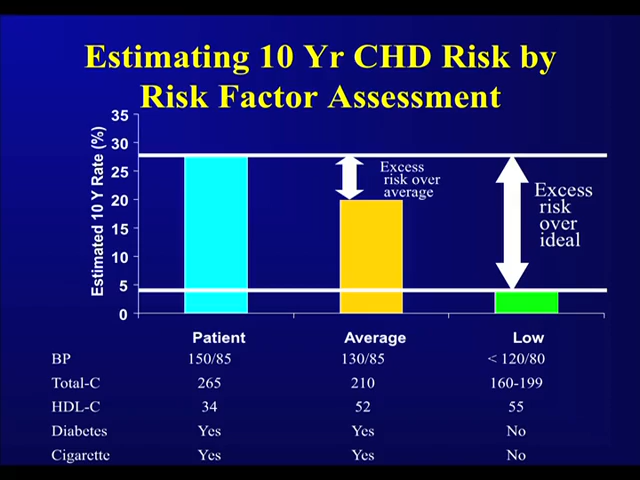 Estimating 10 Yr CHD Risk by
Risk Factor Assessment
Estimated 10 Y Rate (%)
35
30
25
20
15
10
5
0
Excess
risk over
average
Excess
risk
over
ideal
Patient Average Low
BP 150/85 130/85 < 120/80
Total-C 265 210 160-199
HDL-C 34 52 55
Diabetes Yes Yes No
Cigarette Yes Yes No